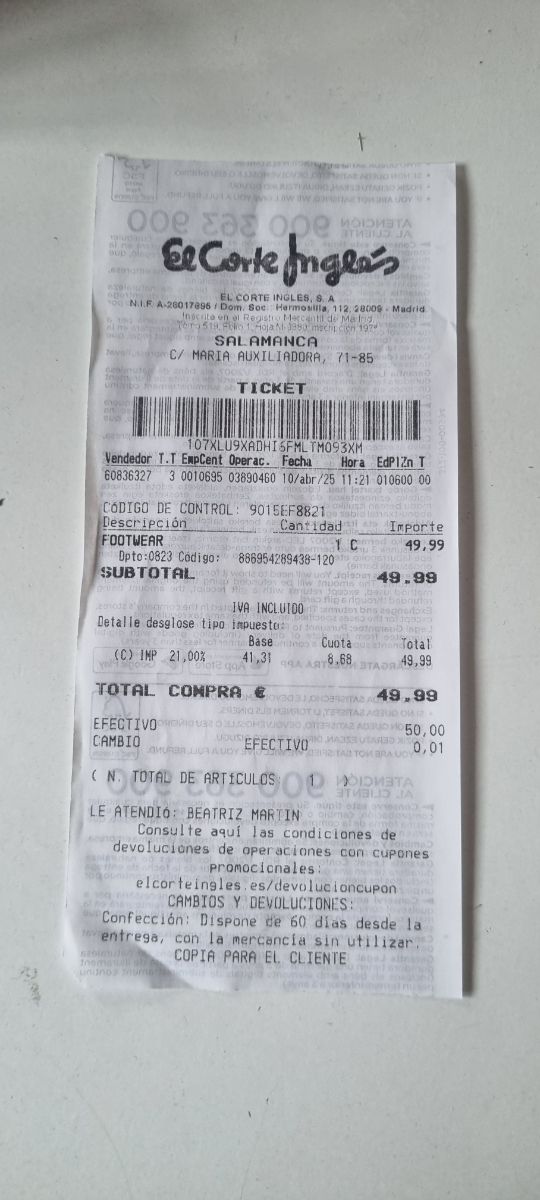 El Corte Inglés
EL CORTE INGLES, S. A
N.I.F. A-28017895 / Dom. Soc. Hermosilla, 112, 28009 - Madrid
Inscrita en el Registro Mercantil de Madrid,
SALAMANCA
C/ MARIA AUXILIADORA, 71-85
TICKET
107XLU9XADHI6FMLTM093XM
Vendedor T.T EmpCent Operac. Fecha Hora EdPlZn T
60836327 3 0010695 03890460 10/abr/25 11:21 010600 00
CóDIGO DE CONTROL: 9015EF8821
Descripción Cantidad Importe
FOOTWEAR 1 C 49,99
Dpto:0823 Código: 886954289438-120
SUBTOTAL 49.99
IVA INCLUIDO
Detalle desglose tipo impuesto:
Base Cuota Total
(C) IMP 21,00% 41,31 8,68 49,99
TOTAL COMPRA € 49.99
EFECTIVO 50,00
CAMBIO EFECTIVO 0,01
( N. TOTAL DE ARTíCULOS 1 )
LE ATENDIó: BEATRIZ MARTIN
Consulte aquí las condiciones de
devoluciones de operaciones con cupones
promocionales:
elcorteingles.es/devolucioncupon
CAMBIOS Y DEVOLUCIONES:
Confección: Dispone de 60 días desde la
entrega, con la mercancía sin utilizar.
COPIA PARA EL CLIENTE